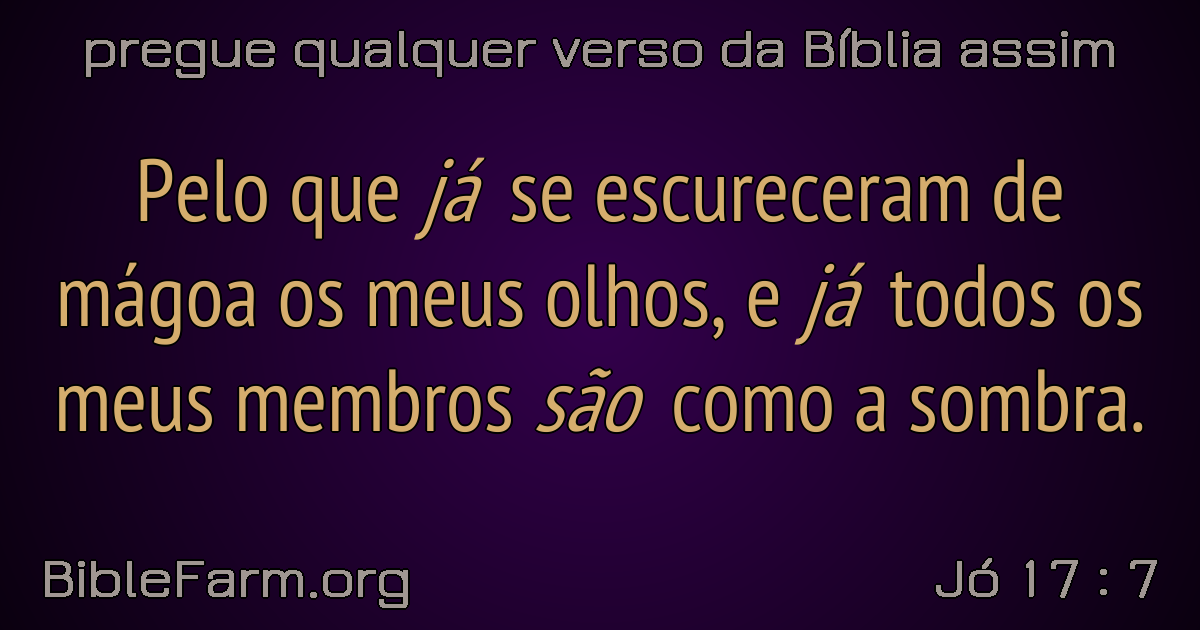 pregue qualquer verso da Bíblia assim
Pelo que já se escureceram de
mágoa os meus olhos, e já todos os
meus membros são como a sombra.
BibleFarm.org
Jó 17 : 7